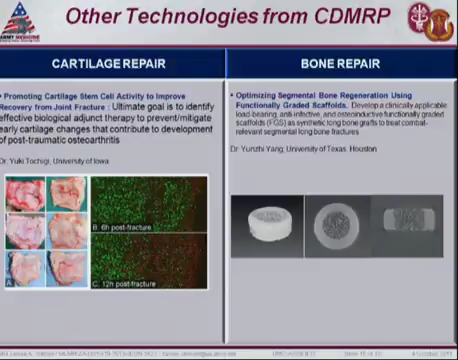 Other Technologies from CDMRP
ARMY MEDICINE
CARTILAGE REPAIR
• Promoting Cartilage Stem Cell Activity to Improve
Recovery from Joint Fracture : Ultimate goal is to identify
effective biological adjunct therapy to prevent/mitigate
early cartilage changes that contribute to development
of post-traumatic osteoarthritis
Dr. Yuki Tochigi, University of Iowa
A
B. 6h post-fracture
C. 12h post-fracture
BONE REPAIR
• Optimizing Segmental Bone Regeneration Using
Functionally Graded Scaffolds. Develop a clinically applicable
load-bearing, anti-infective, and osteoinductive functionally graded
scaffolds (FGS) as synthetic long bone grafts to treat combat-
relevant segmental long bone fractures
Dr. Yunzhi Yang, University of Texas. Houston